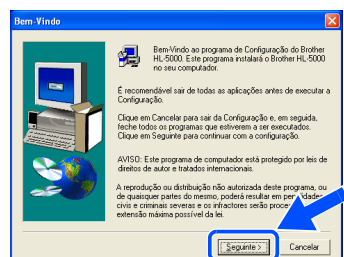 Bem-Vindo
Bem-Vindo ao programa de Configuração do Brother
HL-5000. Este programa instalará o Brother HL-5000
no seu computador.
É recomendável sair de todas as aplicações antes de executar a
Configuração.
Clique em Cancelar para sair da Configuração e, em seguida,
feche todos os programas que estiverem a ser executados.
Clique em Seguinte para continuar com a configuração.
AVISO: Este programa de computador está protegido por leis de
direitos de autor e tratados internacionais.
A reprodução ou distribuição não autorizada deste programa, ou
de quaisquer partes do mesmo, poderá resultar em penalidades
civis e criminais severas e os infractores serão
extensão máxima possível da lei.
Seguinte >
Cancelar